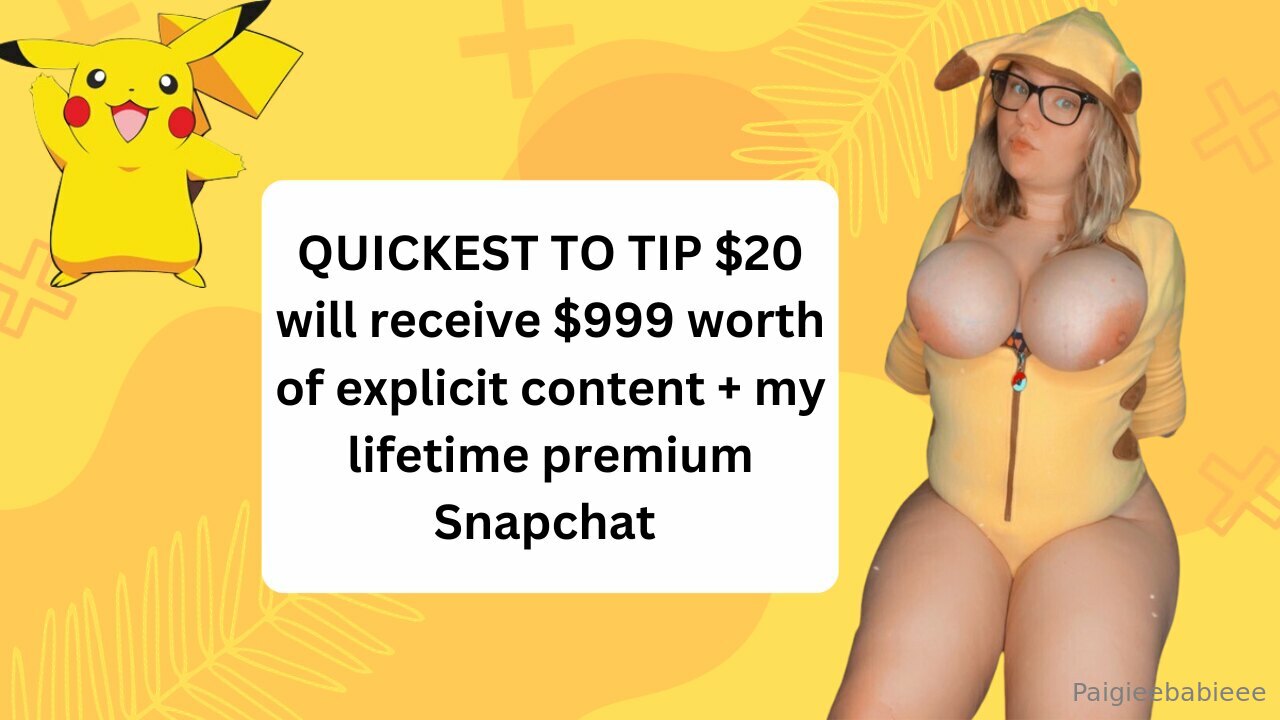 QUICKEST TO TIP $20
will receive $999 worth
of explicit content + my
lifetime premium
Snapchat
Paigieebabieee